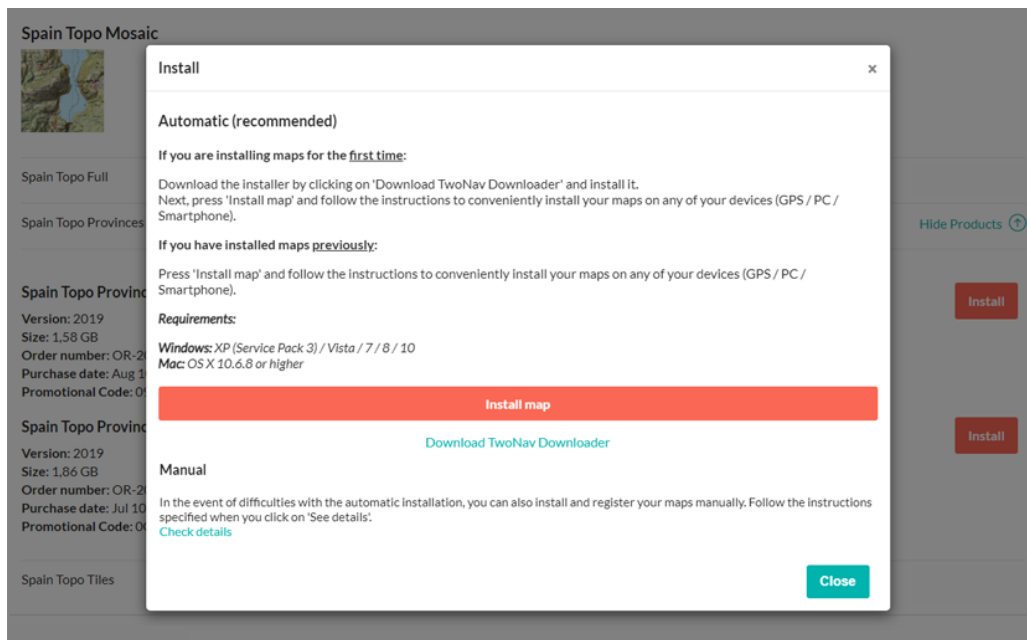 Spain Topo Mosaic
Install
×
Automatic (recommended)
If you are installing maps for the first time:
Download the installer by clicking on 'Download TwoNav Downloader' and install it.
Next, press 'Install map' and follow the instructions to conveniently install your maps on any of your devices (GPS / PC /
Smartphone).
If you have installed maps previously:
Press 'Install map' and follow the instructions to conveniently install your maps on any of your devices (GPS / PC /
Smartphone).
Requirements:
Windows: XP (Service Pack 3) / Vista / 7 / 8 / 10
Mac: OS X 10.6.8 or higher
Install map
Download TwoNav Downloader
Manual
In the event of difficulties with the automatic installation, you can also install and register your maps manually. Follow the instructions
specified when you click on 'See details'.
Check details
Close
Spain Topo Full
Spain Topo Provinces
Hide Products
Spain Topo
Install
Version: 2019
Size: 1,58 GB
Order number:
Purchase date: Aug
Promotional Code:
Spain Topo
Install
Version: 2019
Size: 1,86 GB
Order number:
Purchase date: Jul 10
Promotional Code:
Spain Topo Tiles